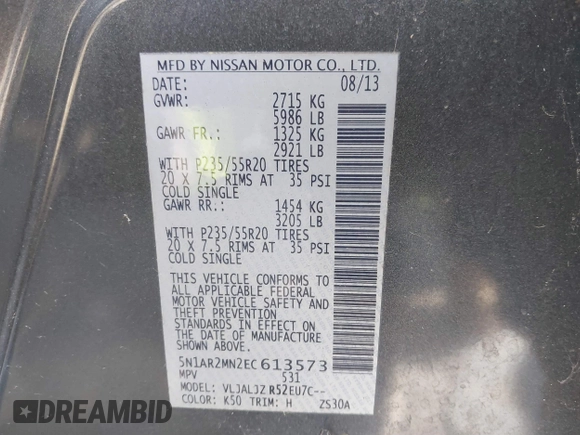 MFD BY NISSAN MOTOR CO., LTD.
DATE: 08/13
GVWR: 2715 KG
5986 LB
GAWR FR.: 1325 KG
2921 LB
WITH P235/55R20 TIRES
20 X 7.5 RIMS AT 35 PSI
COLD SINGLE
GAWR RR.: 1454 KG
3205 LB
WITH P235/55R20 TIRES
20 X 7.5 RIMS AT 35 PSI
COLD SINGLE
THIS VEHICLE CONFORMS TO
ALL APPLICABLE FEDERAL
MOTOR VEHICLE SAFETY AND
THEFT PREVENTION
STANDARDS IN EFFECT ON
THE DATE OF MANUFACTURE
SHOWN ABOVE.
5N1AR2MN2EC613573
MPV 531
MODEL: VLJALJZ R52EU7C--
COLOR: K50 TRIM: H ZS30A
©CLEARAMBID